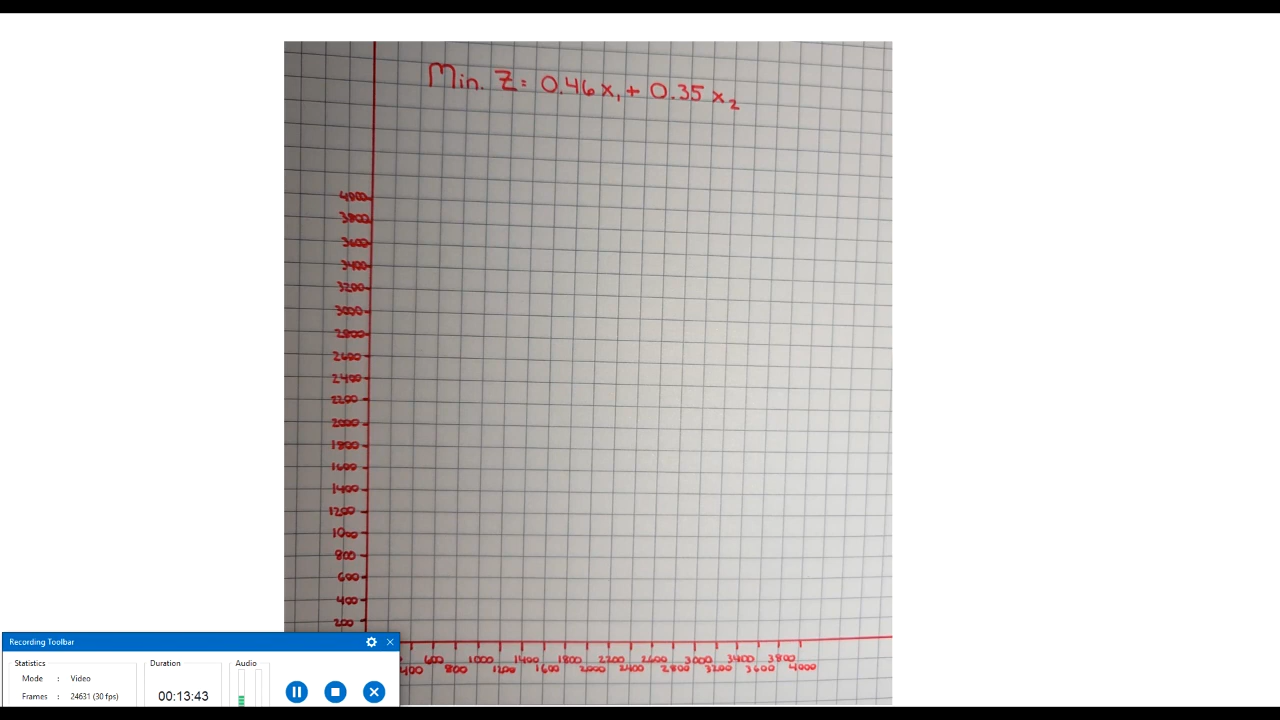 Min. Z = 0.46x₁ + 0.35x₂
4000
3800
3600
3400
3200
3000
2800
2600
2400
2200
2000
1800
1600
1400
1200
1000
800
600
400
200
600 1000 1400 1800 2200 2600 3000 3400 3800
400 800 1200 1600 2000 2400 2800 3200 3600 4000
Recording Toolbar
Statistics Duration Audio
Mode Video
Frames : 24631 (30 fps) 00:13:43